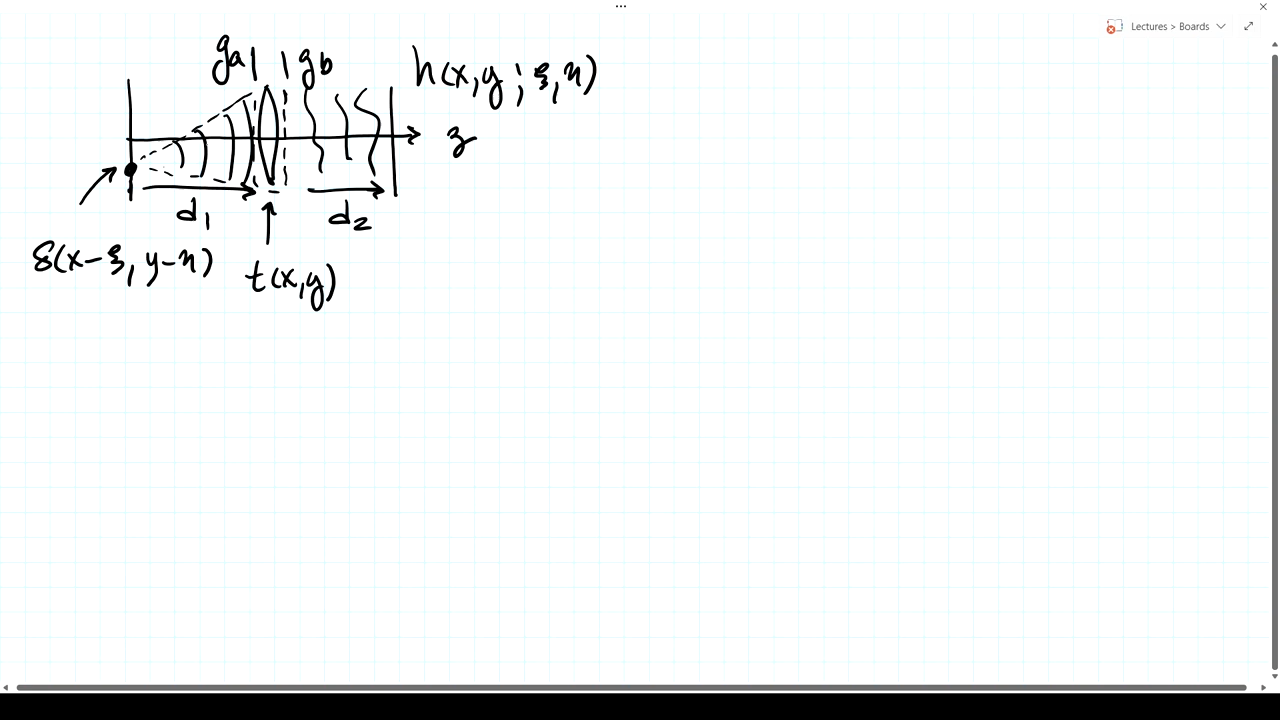 ...
Lectures > Boards
ga gb h(x,y ; ξ,η)
z
d1 d2
δ(x-ξ, y-η) t(x,y)